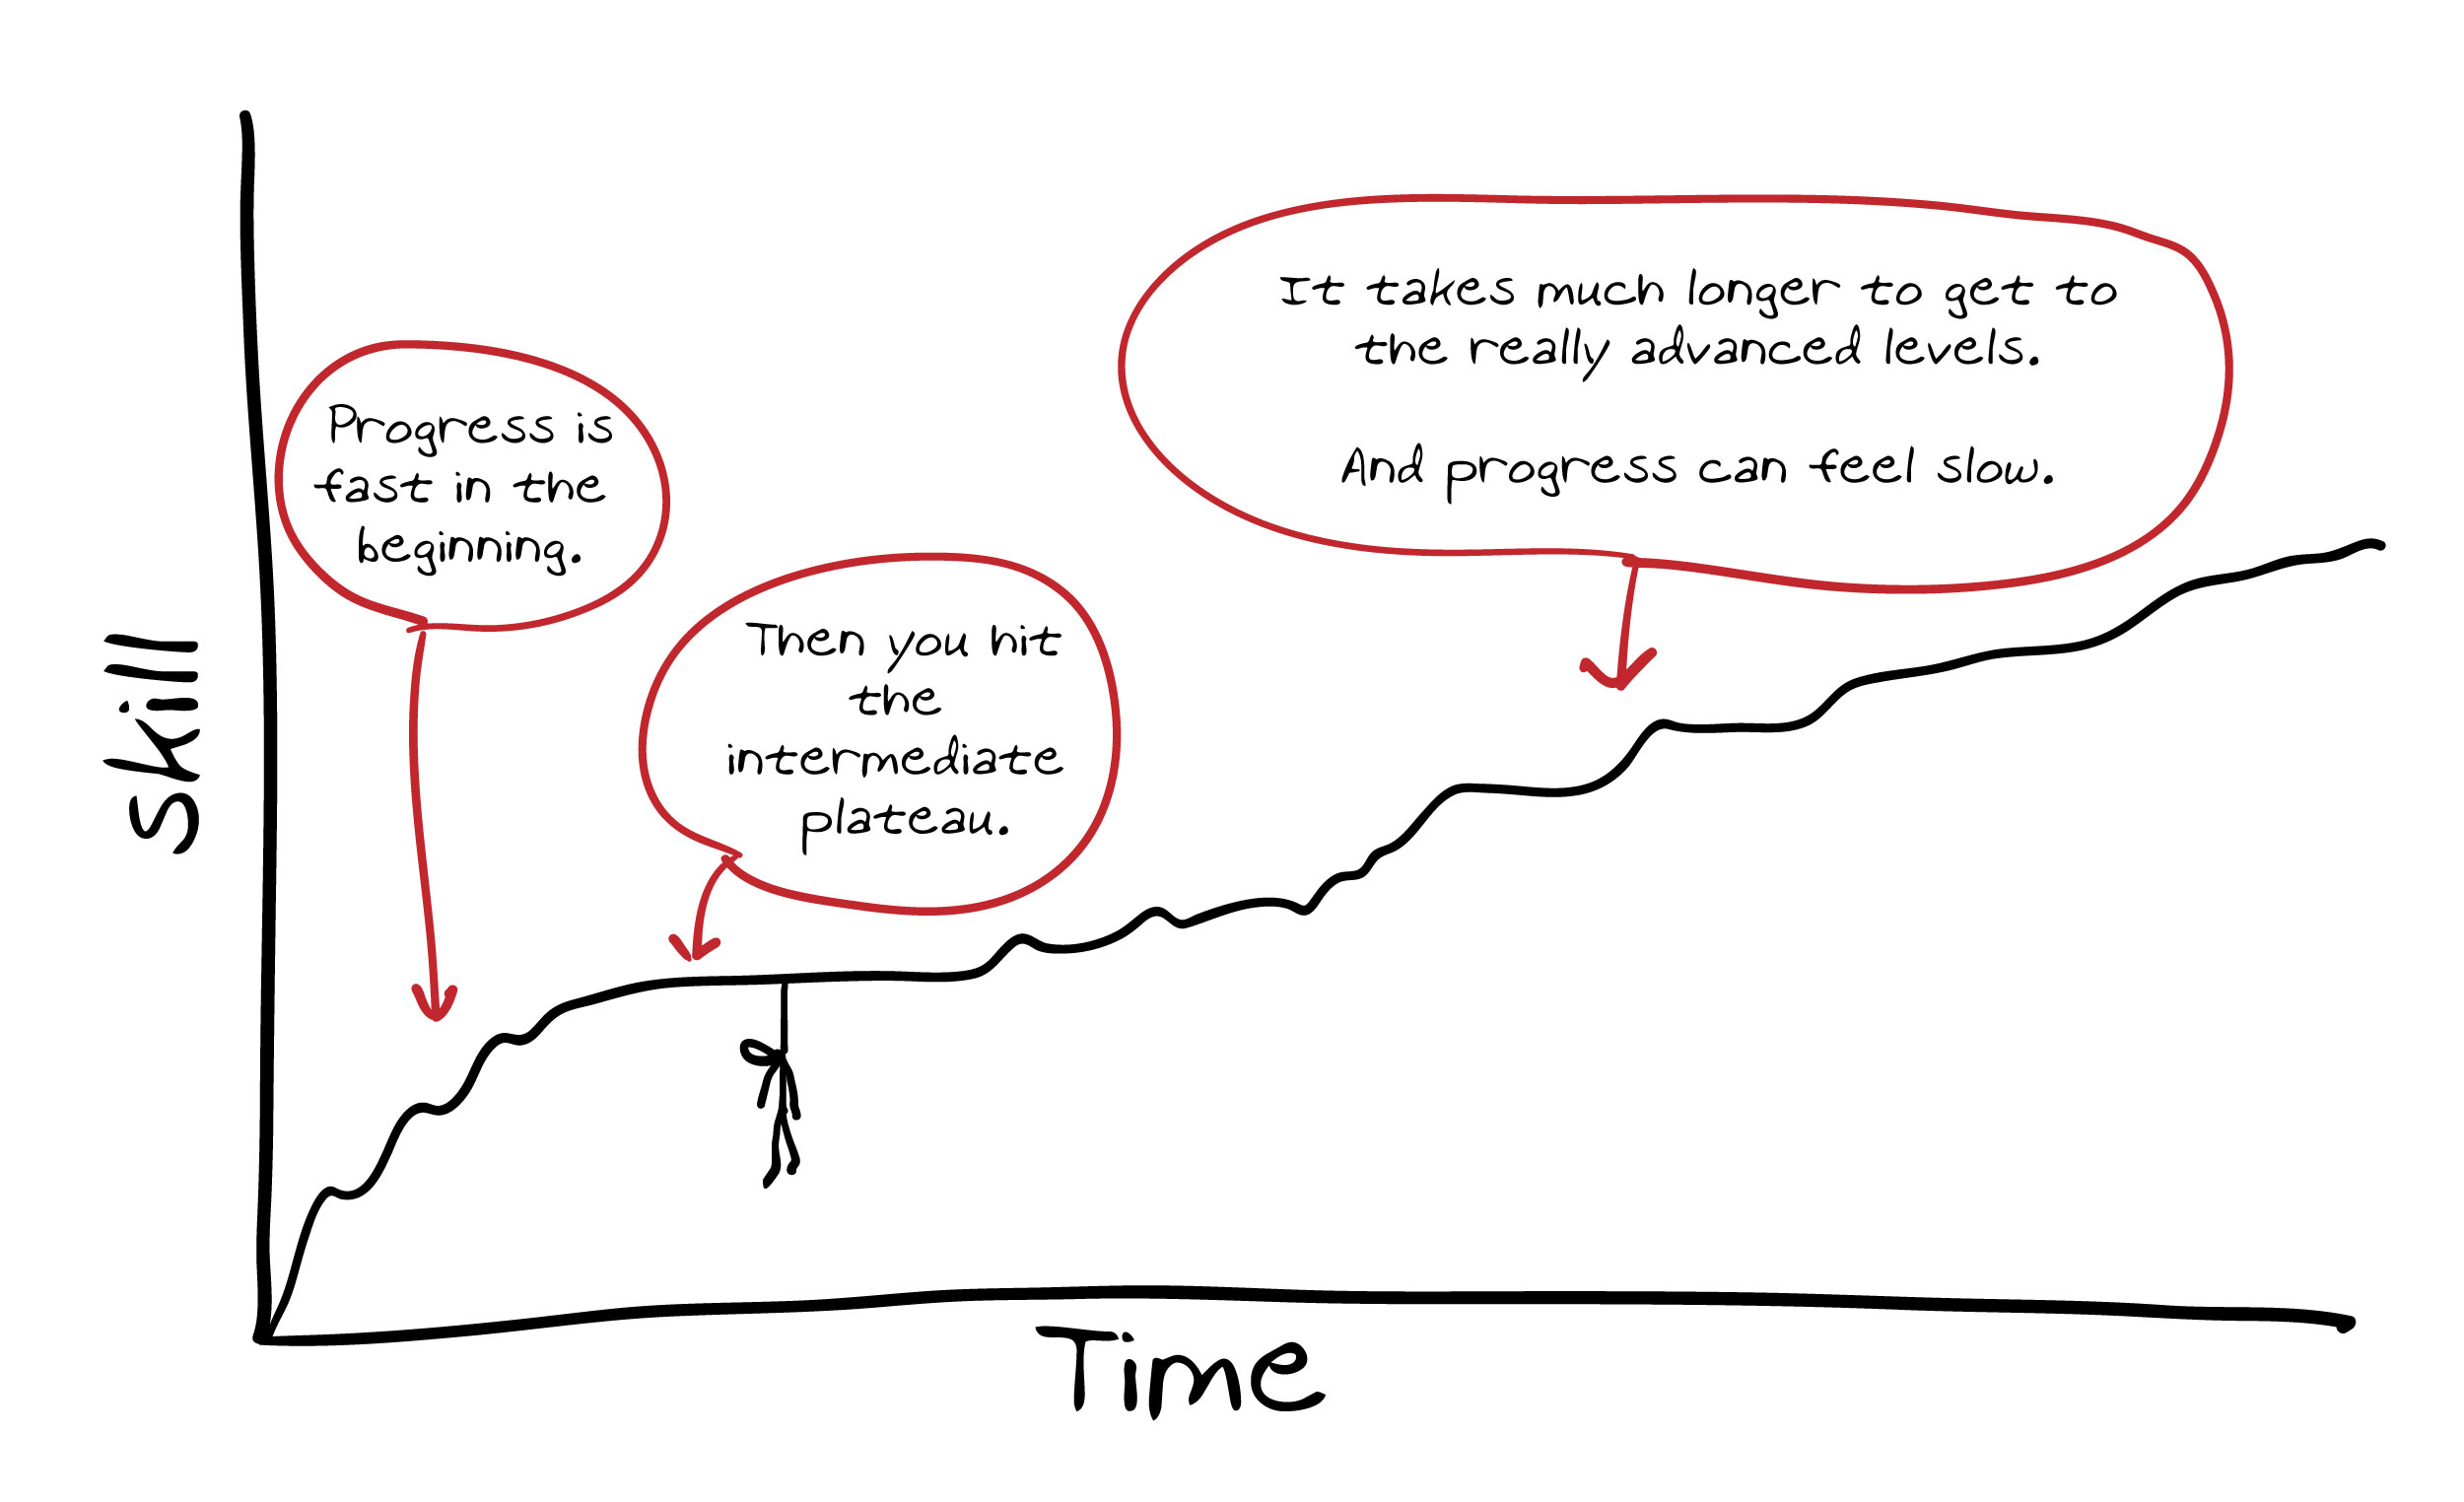 Progress is
fast in the
beginning.
Then you hit
the
intermediate
plateau.
It takes much longer to get to
the really advanced levels.
And progress can feel slow.
Skill
Time